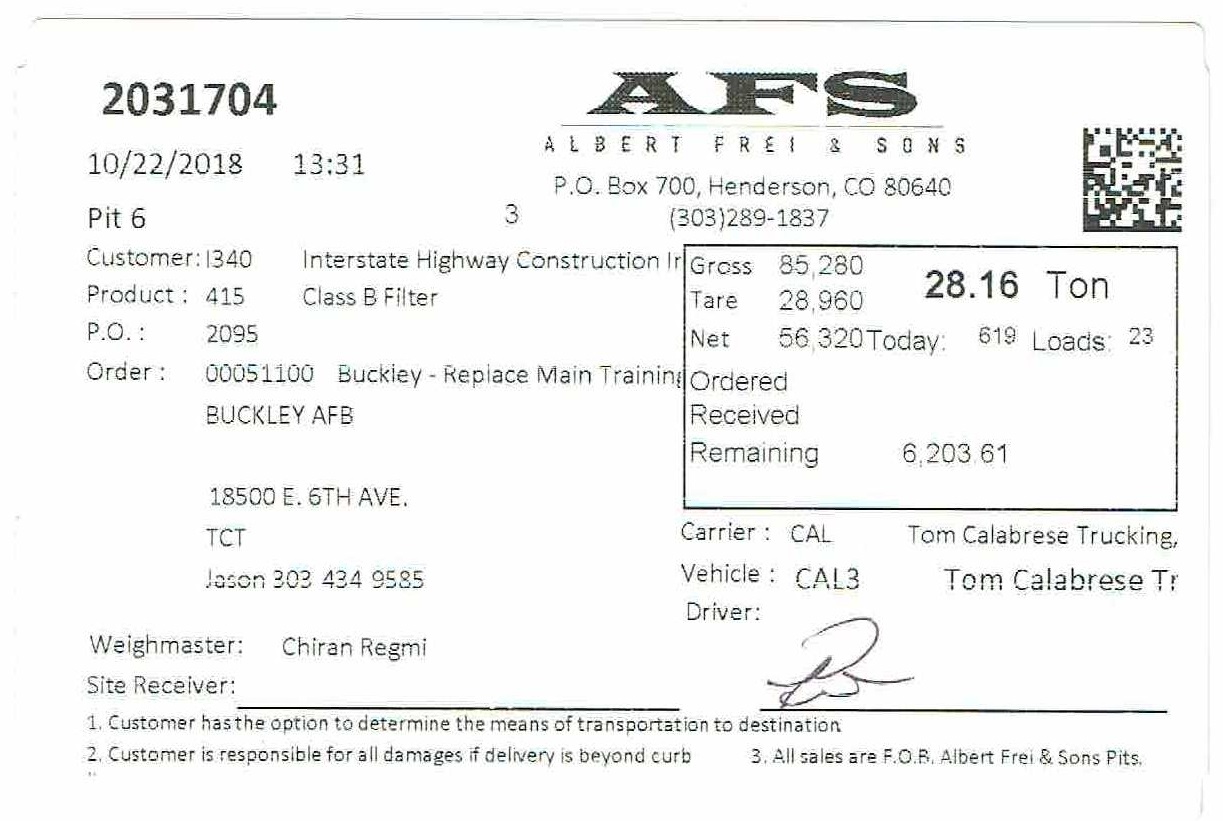 2031704
AFS
ALBERT FREI & SONS
10/22/2018 13:31
P.O. Box 700, Henderson, CO 80640
Pit 6 3 (303)289-1837
Customer: I340 Interstate Highway Construction Ir
Product : 415 Class B Filter
P.O. : 2095
Order : 00051100 Buckley - Replace Main Training
BUCKLEY AFB
18500 E. 6TH AVE.
TCT
Jason 303 434 9585
Gross 85,280
28.16 Ton
Tare 28,960
Net 56,320 Today: 619 Loads: 23
Ordered
Received
Remaining 6,203.61
Carrier : CAL Tom Calabrese Trucking,
Vehicle : CAL3 Tom Calabrese Tr
Driver:
Weighmaster: Chiran Regmi
Site Receiver:
1. Customer has the option to determine the means of transportation to destination
2. Customer is responsible for all damages if delivery is beyond curb 3. All sales are F.O.B. Albert Frei & Sons Pits.